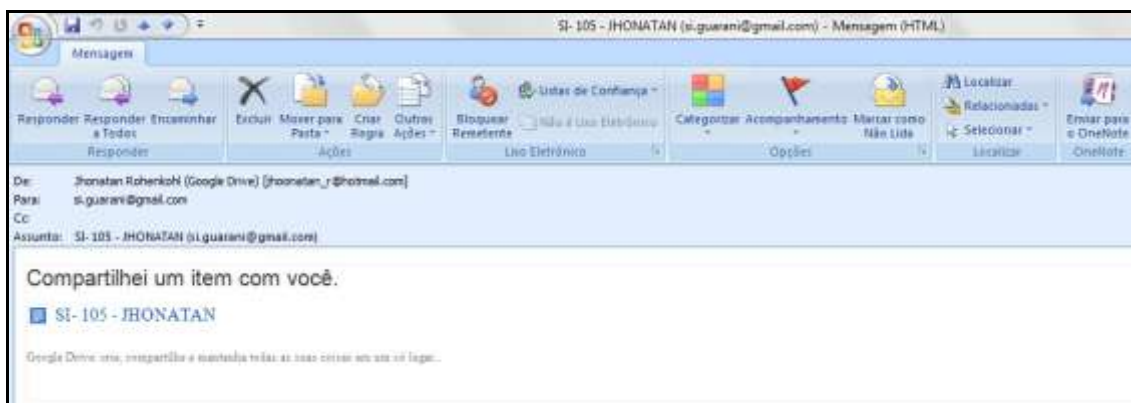 SI- 105 - JHONATAN (si.guarani@gmail.com) - Mensagem (HTML)
Mensagem
Responder Responder a Todos Encaminhar
Excluir Mover para Pasta Criar Regra Outras Ações
Bloquear Remetente Listas de Confiança Não é Lixo Eletrônico
Categorizar Acompanhamento Marcar como Não Lida
Localizar Relacionadas Selecionar
Enviar para o OneNote
Responder Ações Lixo Eletrônico Opções Localizar OneNote
De: Jhonatan Rohenkohl (Google Drive) [jhoonatan_r@hotmail.com]
Para: si.guarani@gmail.com
Cc:
Assunto: SI- 105 - JHONATAN (si.guarani@gmail.com)
Compartilhei um item com você.
SI- 105 - JHONATAN
Google Drive: crie, compartilhe e mantenha todas as suas coisas em um só lugar.